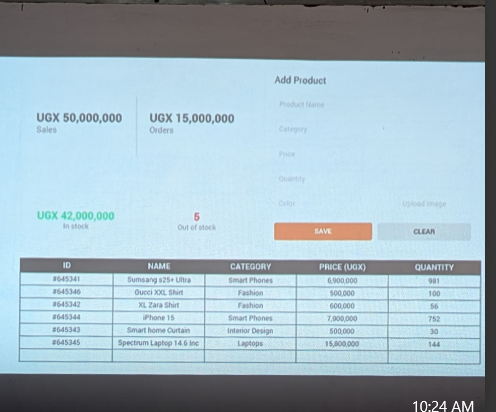 Add Product
Product Name
UGX 50,000,000
Sales
UGX 15,000,000
Orders
Category
Price
Quantity
Color
Upload image
UGX 42,000,000
In stock
5
Out of stock
SAVE
CLEAR
ID NAME CATEGORY PRICE (UGX) QUANTITY
#645341 Sumsang s25+ Ultra Smart Phones 6,900,000 981
#645346 Gucci XXL Shirt Fashion 500,000 100
#645342 XL Zara Shirt Fashion 600,000 56
#645344 iPhone 15 Smart Phones 7,900,000 752
#645343 Smart home Curtain Interior Design 500,000 30
#645345 Spectrum Laptop 14.6 Inc Laptops 15,800,000 144
10:24 AM